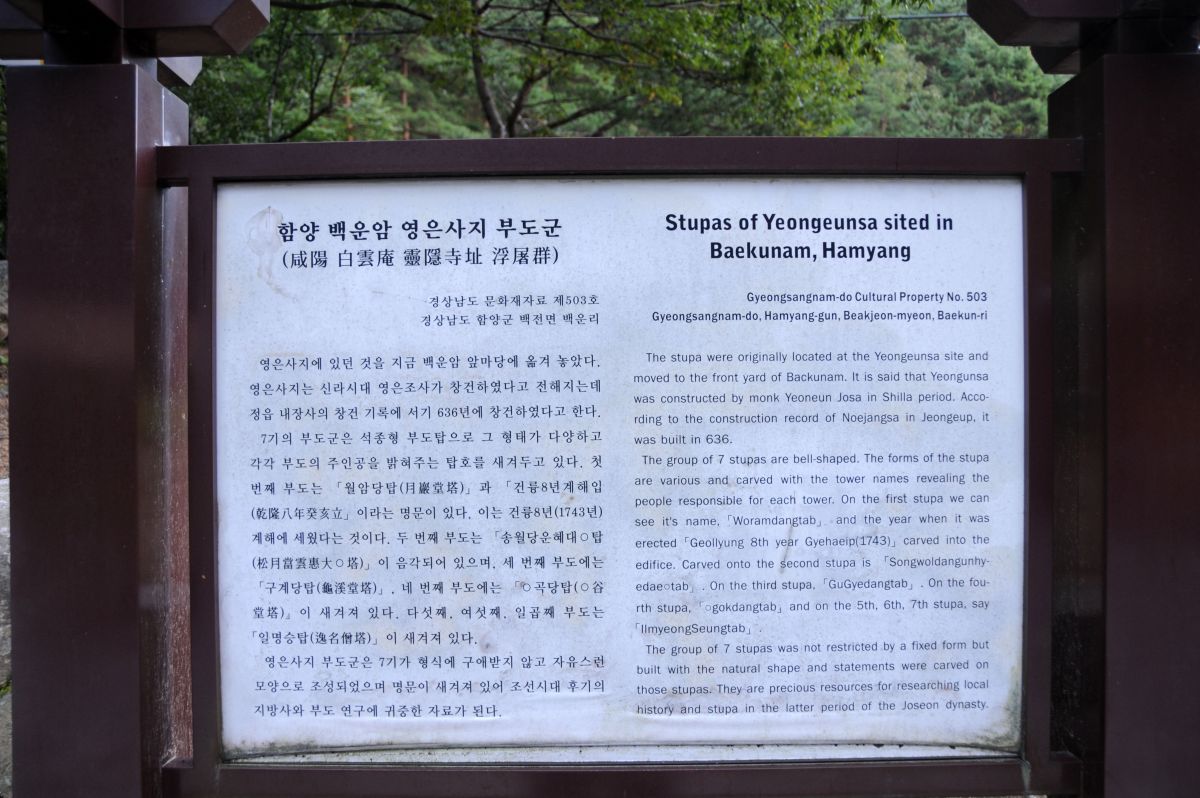 함양 백운암 영은사지 부도군
(咸陽 白雲庵 靈隱寺址 浮屠群)
경상남도 문화재자료 제503호
경상남도 함양군 백전면 백운리
영은사지에 있던 것을 지금 백운암 앞마당에 옮겨 놓았다.
영은사지는 신라시대 영은조사가 창건하였다고 전해지는데
정읍 내장사의 창건 기록에 서기 636년에 창건하였다고 한다.
7기의 부도군은 석종형 부도탑으로 그 형태가 다양하고
각각 부도의 주인공을 밝혀주는 탑호를 새겨두고 있다. 첫
번째 부도는 「월암당탑(月巖堂塔)」과 「건륭8년계해입
(乾隆八年癸亥立」이라는 명문이 있다. 이는 건륭8년(1743년)
계해에 세웠다는 것이다. 두 번째 부도는 「송월당운혜대○탑
(松月當雲惠大○塔)」이 음각되어 있으며, 세 번째 부도에는
「구계당탑(龜溪堂塔)」, 네 번째 부도에는 「○곡당탑(○谷
堂塔)」이 새겨져 있다. 다섯째, 여섯째, 일곱째 부도는
「일명승탑(逸名僧塔)」이 새겨져 있다.
영은사지 부도군은 7기가 형식에 구애받지 않고 자유스런
모양으로 조성되었으며 명문이 새겨져 있어 조선시대 후기의
지방사와 부도 연구에 귀중한 자료가 된다.
Stupas of Yeongeunsa sited in
Baekunam, Hamyang
Gyeongsangnam-do Cultural Property No. 503
Gyeongsangnam-do, Hamyang-gun, Beakjeon-myeon, Baekun-ri
The stupa were originally located at the Yeongeunsa site and
moved to the front yard of Backunam. It is said that Yeongunsa
was constructed by monk Yeoneun Josa in Shilla period. Acco-
rding to the construction record of Noejangsa in Jeongeup, it
was built in 636.
The group of 7 stupas are bell-shaped. The forms of the stupa
are various and carved with the tower names revealing the
people responsible for each tower. On the first stupa we can
see it's name, 「Woramdangtab」 and the year when it was
erected 「Geollyung 8th year Gyehaeip(1743)」 carved into the
edifice. Carved onto the second stupa is 「Songwoldangunhy-
edae○tab」. On the third stupa, 「GuGyedangtab」. On the fou-
rth stupa, 「○gokdangtab」 and on the 5th, 6th, 7th stupa, say
「IlmyeongSeungtab」.
The group of 7 stupas was not restricted by a fixed form but
built with the natural shape and statements were carved on
those stupas. They are precious resources for researching local
history and stupa in the latter period of the Joseon dynasty.